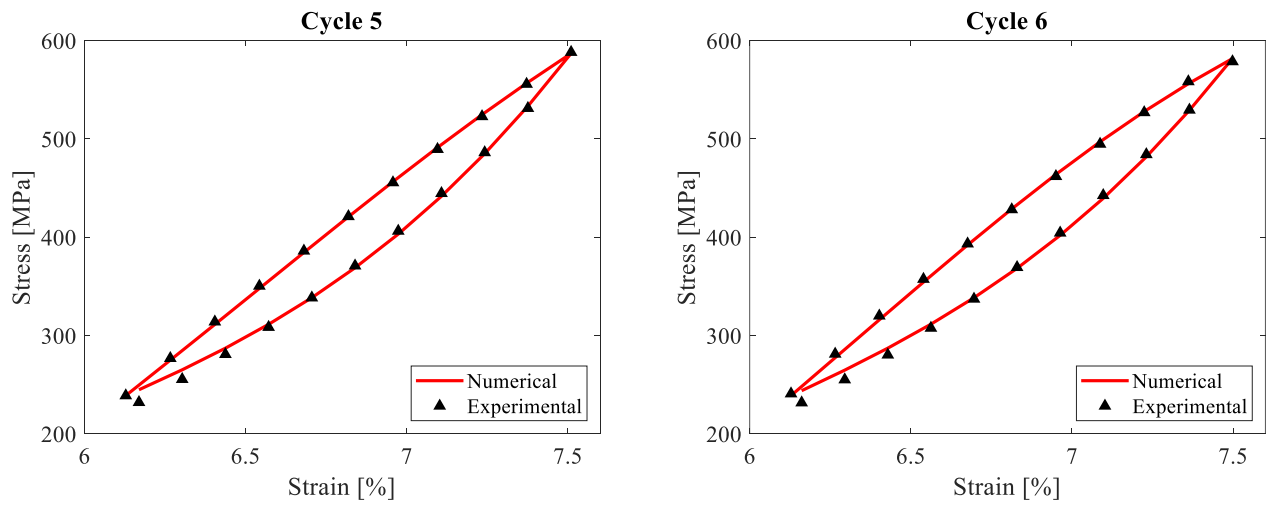 Cycle 5
600
500
400
300
200
Stress [MPa]
6
6.5
7
7.5
Strain [%]
Numerical
Experimental
Cycle 6
600
500
400
300
200
Stress [MPa]
6
6.5
7
7.5
Strain [%]
Numerical
Experimental